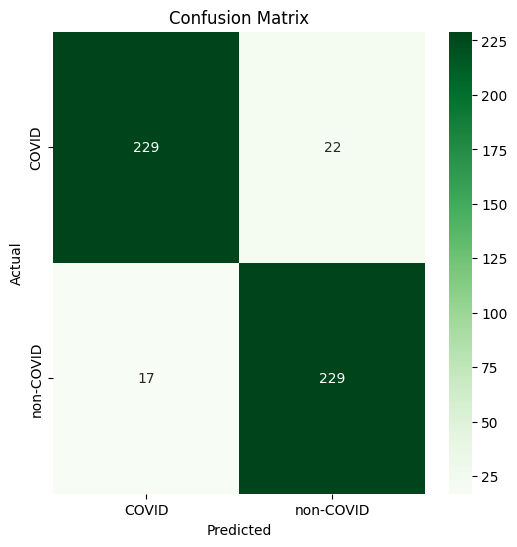 Confusion Matrix
COVID
229
22
non-COVID
17
229
Actual
COVID
non-COVID
Predicted
225
200
175
150
125
100
75
50
25